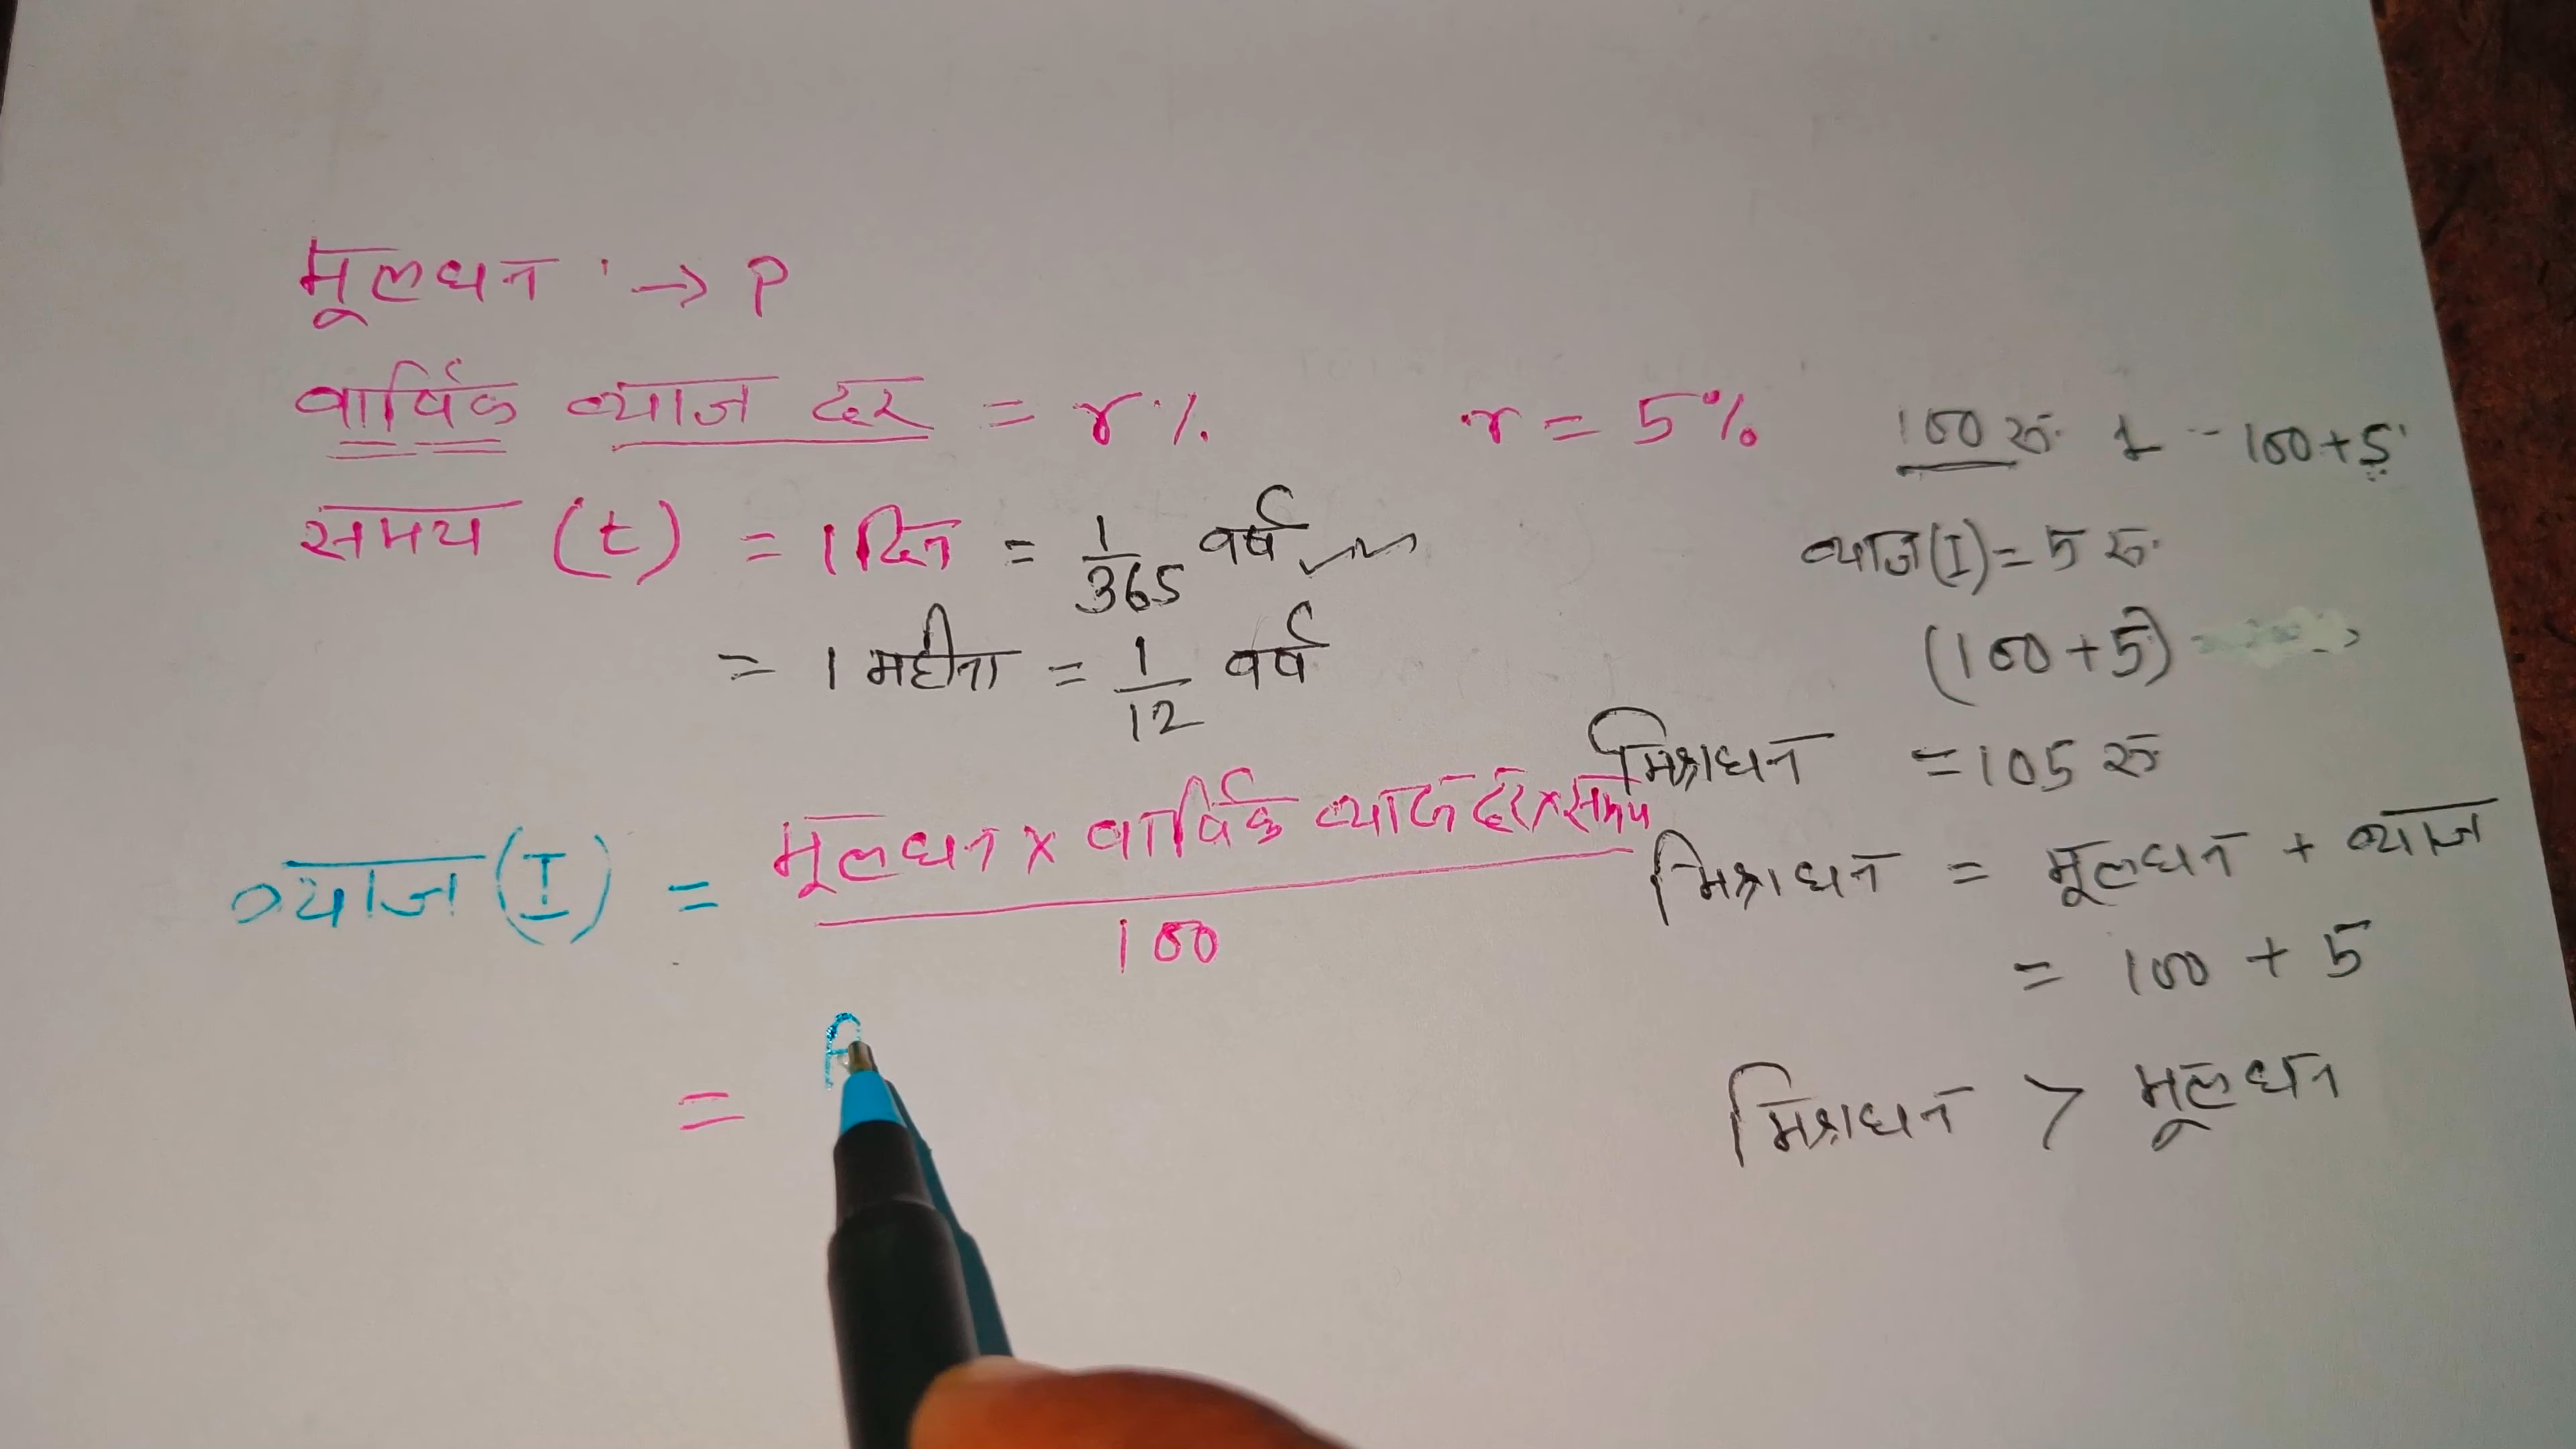 मूलधन → P
वार्षिक ब्याज दर = r%
r = 5%
100 रु 1 - 100+5
समय (t) = 1 दिन = 1/365 वर्ष
ब्याज(I) = 5 रु
= 1 महीना = 1/12 वर्ष
(100+5)
मिश्रधन = 105 रु
ब्याज (I) = मूलधन × वार्षिक ब्याज दर × समय / 100
मिश्रधन = मूलधन + ब्याज
= 100 + 5
= P
मिश्रधन > मूलधन